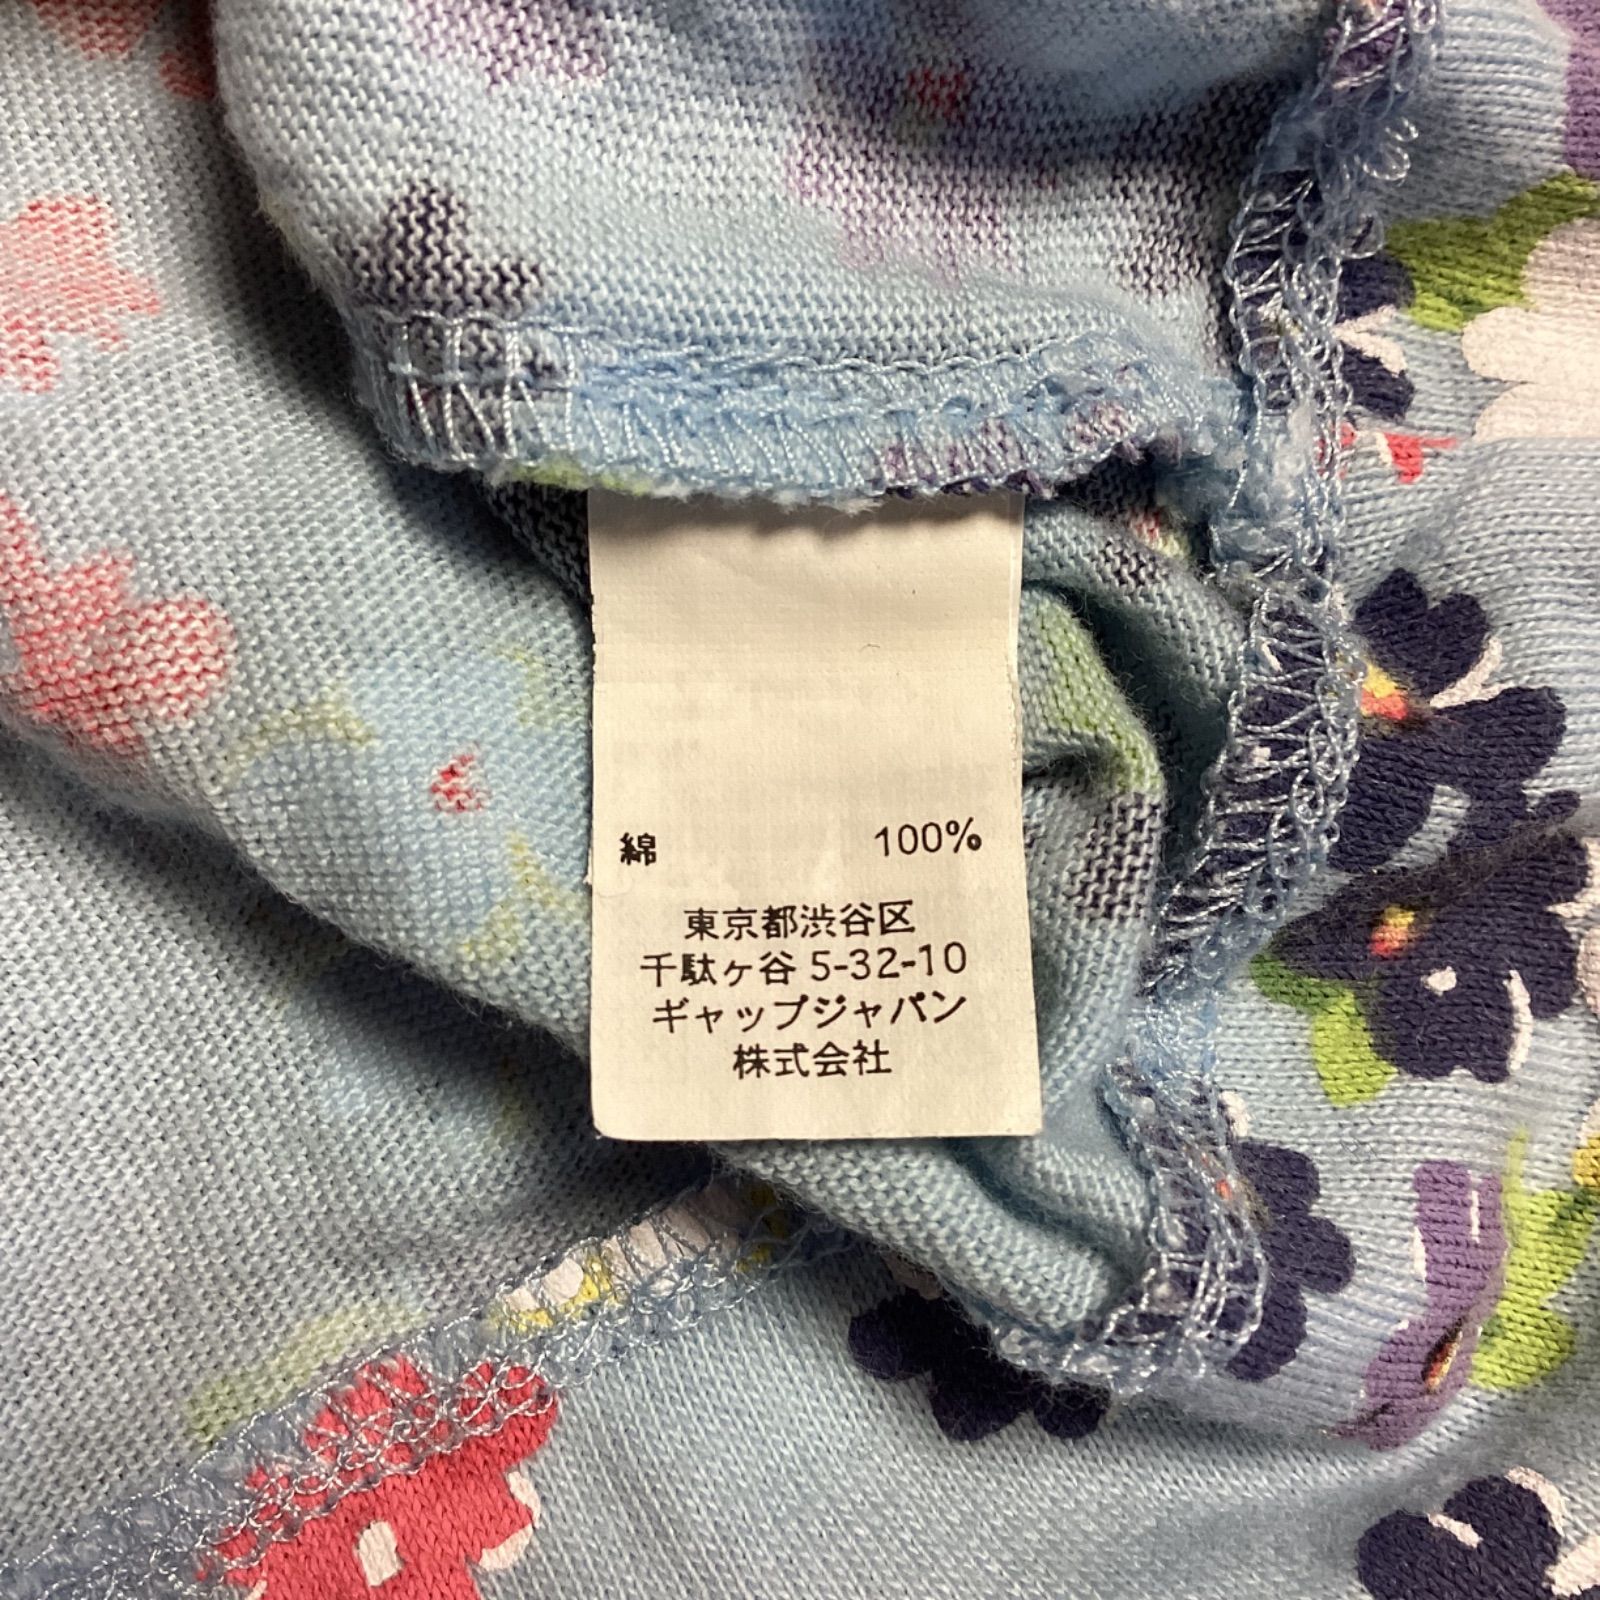 綿 100%
東京都渋谷区
千駄ヶ谷 5-32-10
ギャップジャパン
株式会社